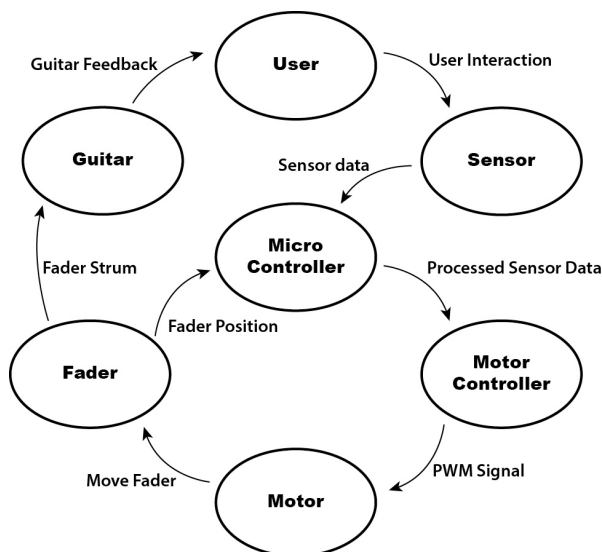 Guitar Feedback
User
User Interaction
Guitar
Sensor
Sensor data
Micro
Controller
Fader Strum
Processed Sensor Data
Fader Position
Fader
Motor
Controller
Move Fader
PWM Signal
Motor